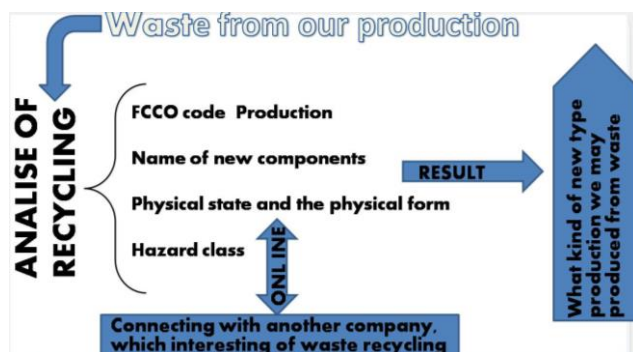 Waste from our production
ANALISE OF
RECYCLING
FCCO code Production
Name of new components
Physical state and the physical form
Hazard class
RESULT
ONLINE
Connecting with another company,
which interesting of waste recycling
What kind of new type
production we may
produced from waste